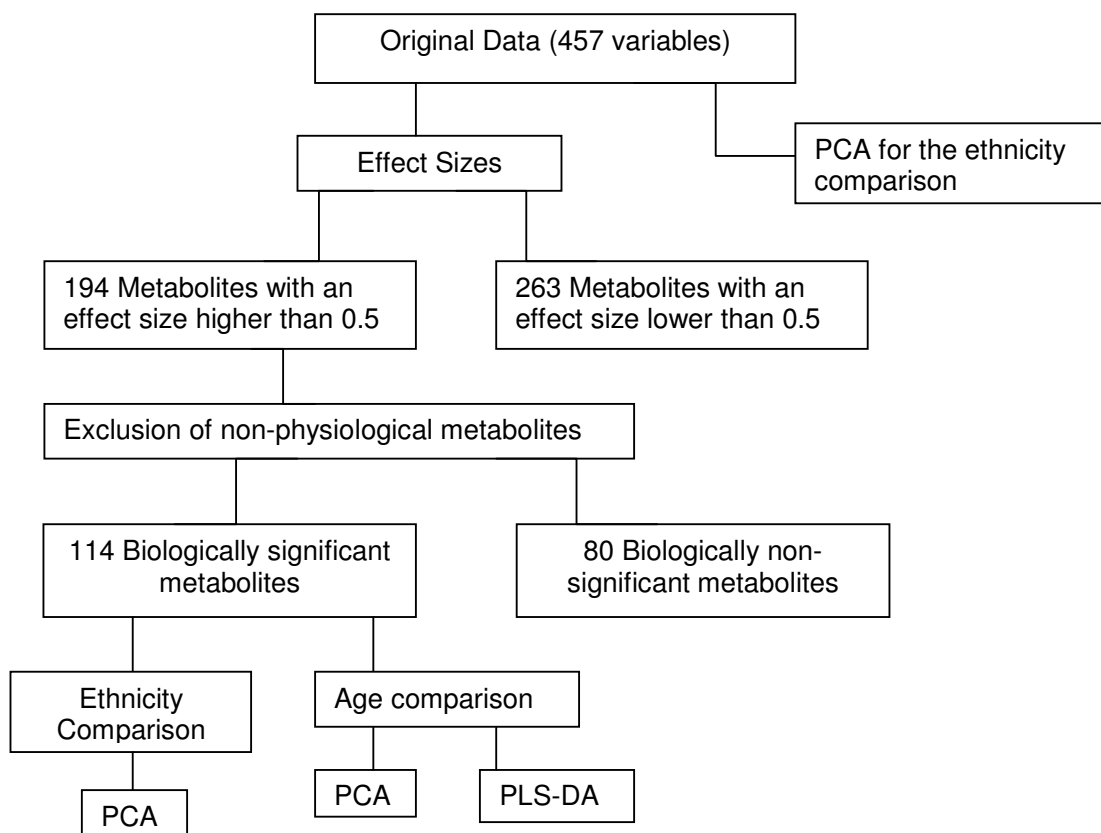 Original Data (457 variables)
PCA for the ethnicity
comparison
Effect Sizes
194 Metabolites with an
effect size higher than 0.5
263 Metabolites with an
effect size lower than 0.5
Exclusion of non-physiological metabolites
114 Biologically significant
metabolites
80 Biologically non-
significant metabolites
Ethnicity
Comparison
Age comparison
PCA
PLS-DA
PCA